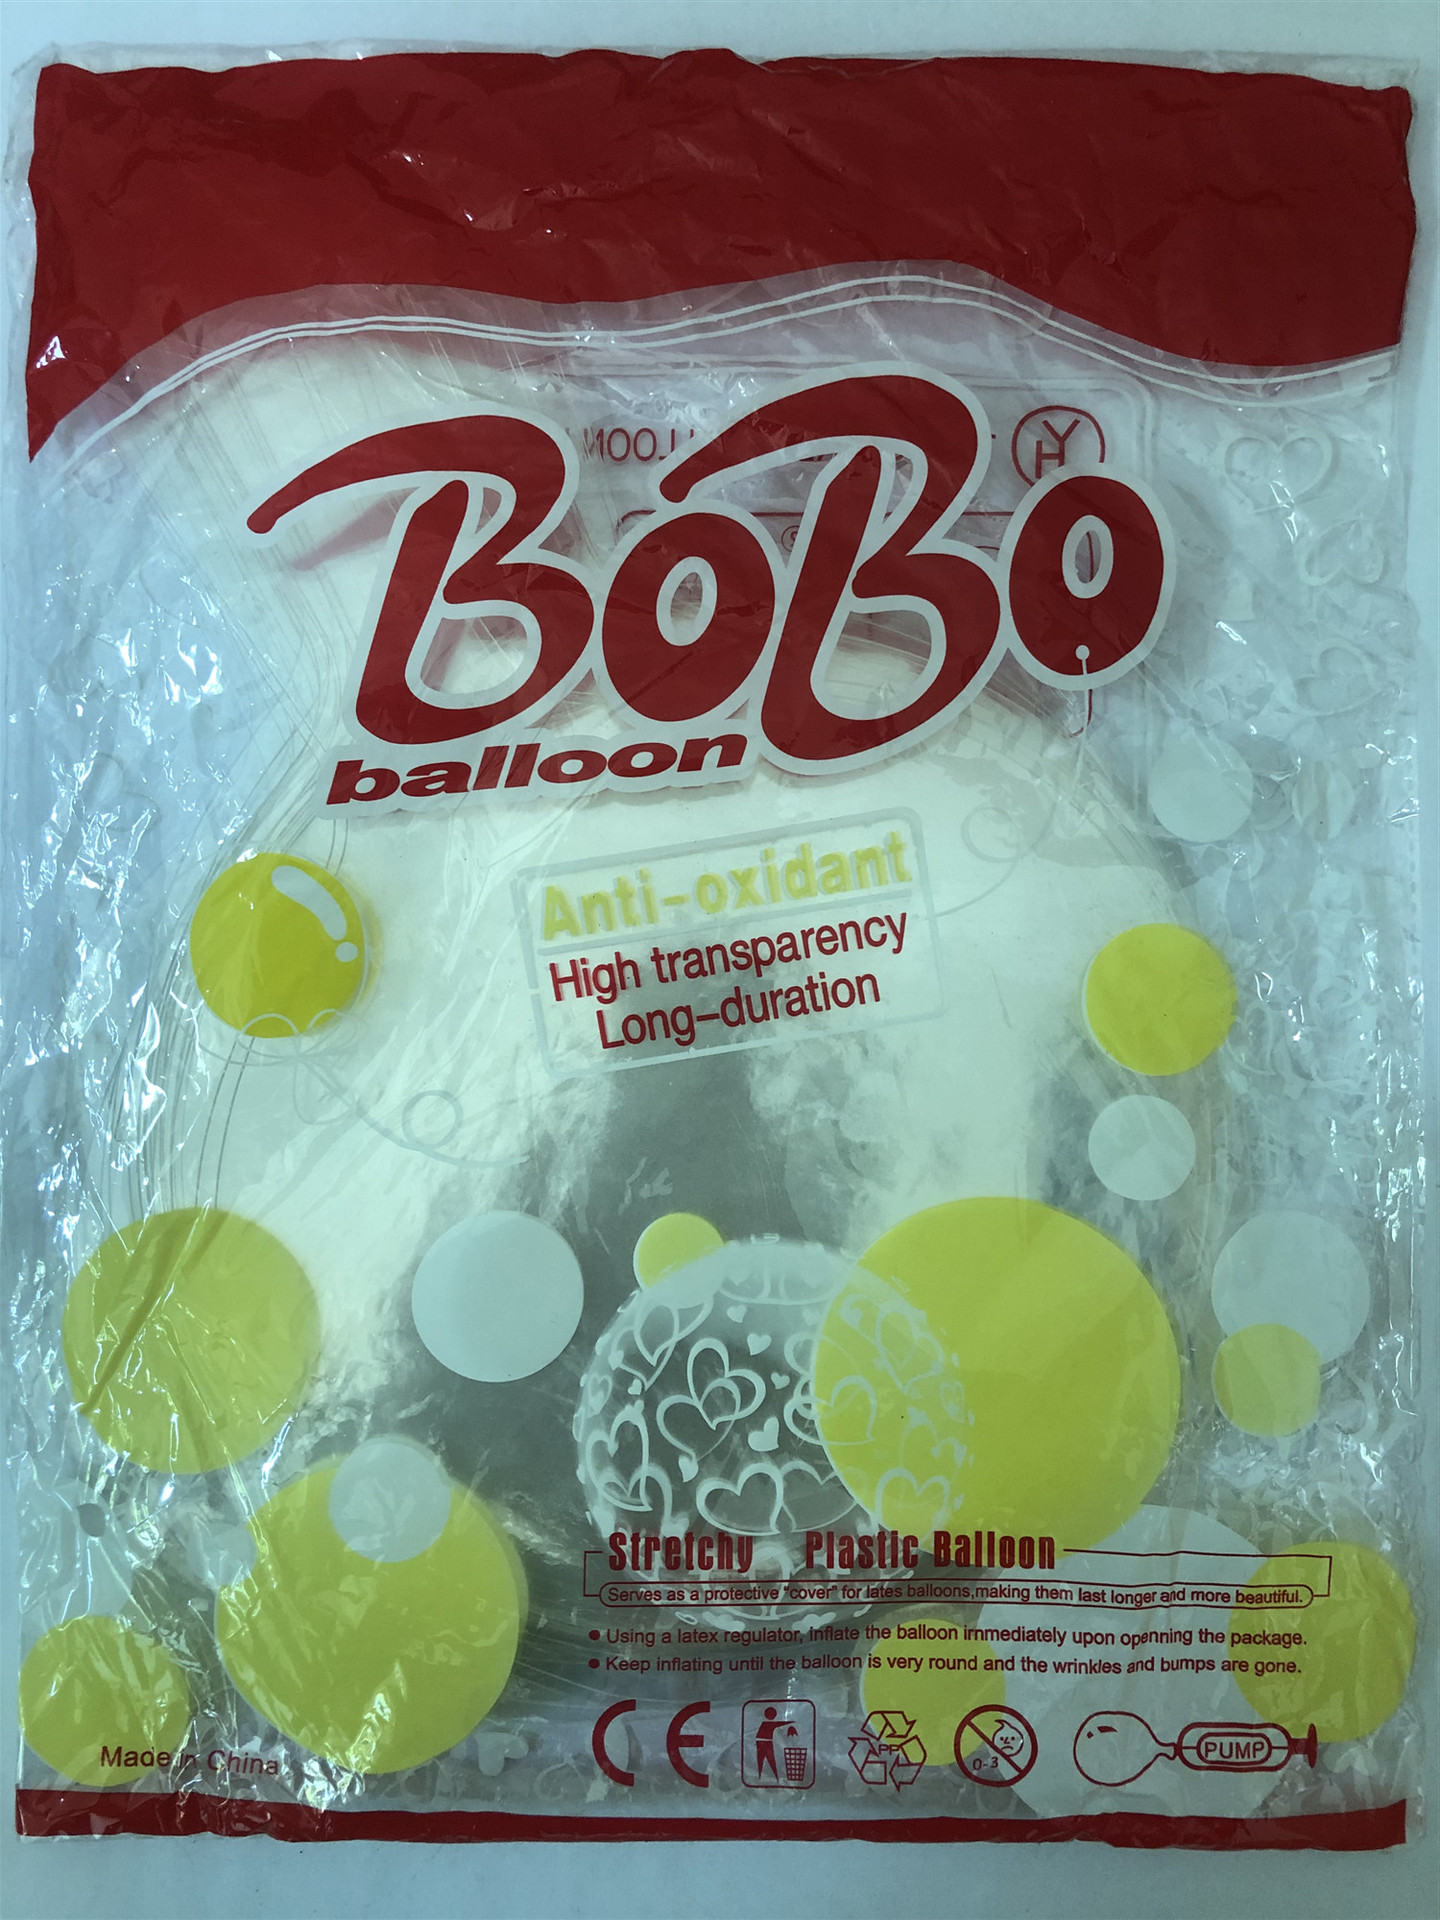 BoBo
balloon
Anti-oxidant
High transparency
Long-duration
Stretchy Plastic Balloon
Serves as a protective "cover" for lates balloons,making them last longer and more beautiful.
● Using a latex regulator, inflate the balloon irnmediately upon openning the package.
● Keep inflating until the balloon is very round and the wrinkles and bumps are gone.
CE
PP
0-3
PUMP
Made in China